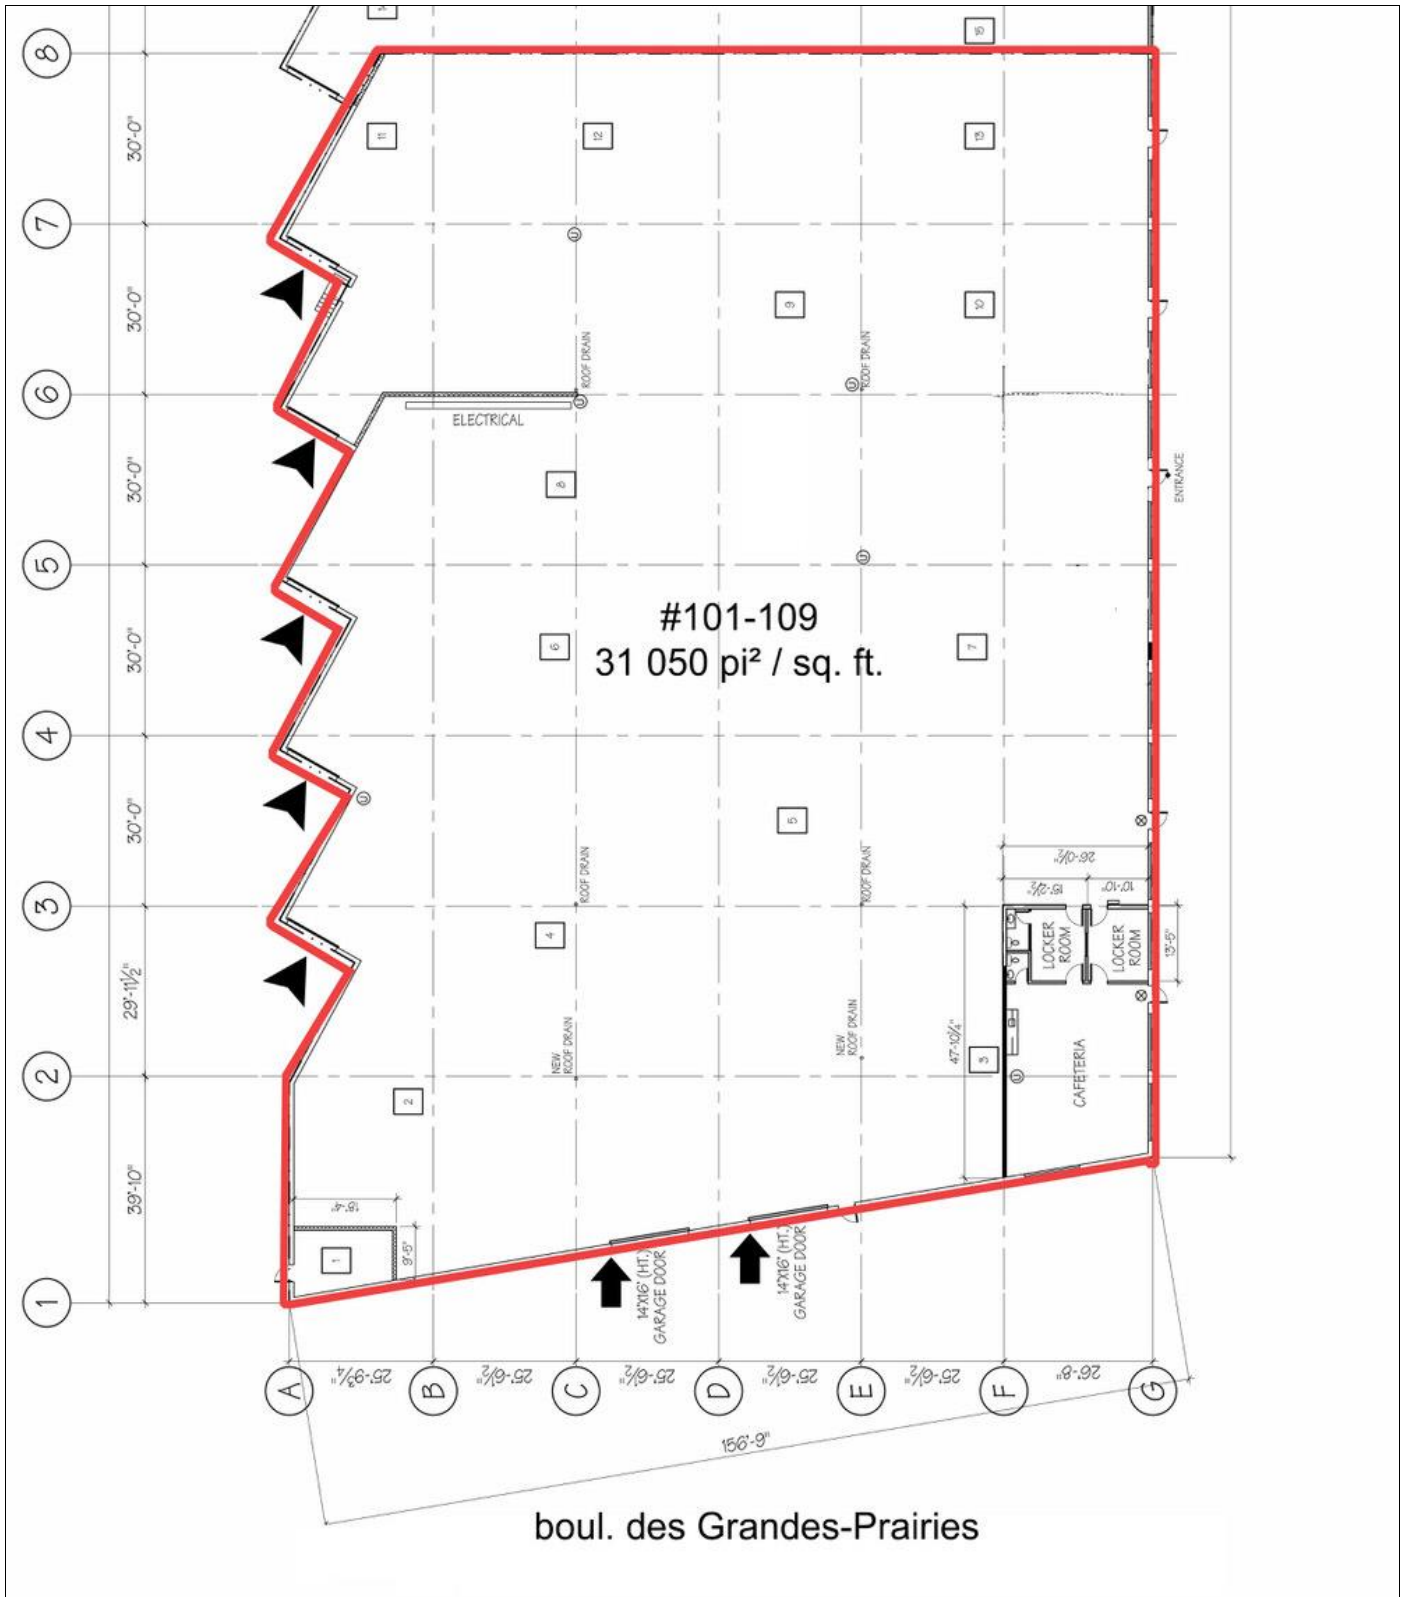 14
15
8
30'-0"
11
12
13
7
U
30'-0"
9
10
ROOF DRAIN
ROOF DRAIN
U
6
U
ELECTRICAL
30'-0"
8
ENTRANCE
5
U
#101-109
31 050 pi² / sq. ft.
30'-0"
6
7
4
U
30'-0"
5
26'-0½"
ROOF DRAIN
ROOF DRAIN
15'-2½"
10'-10"
3
4
LOCKER
ROOM
LOCKER
ROOM
13'-5"
29'-11½"
NEW
ROOF DRAIN
NEW
ROOF DRAIN
47'-10¼"
3
2
U
CAFETERIA
2
39'-10"
18'-4"
9'-5"
1
14'X16' (HT.)
GARAGE DOOR
14'X16' (HT.)
GARAGE DOOR
1
25'-9¾"
25'-6½"
25'-6½"
25'-6½"
25'-6½"
26'-8"
A
B
C
D
E
F
G
156'-9"
boul. des Grandes-Prairies